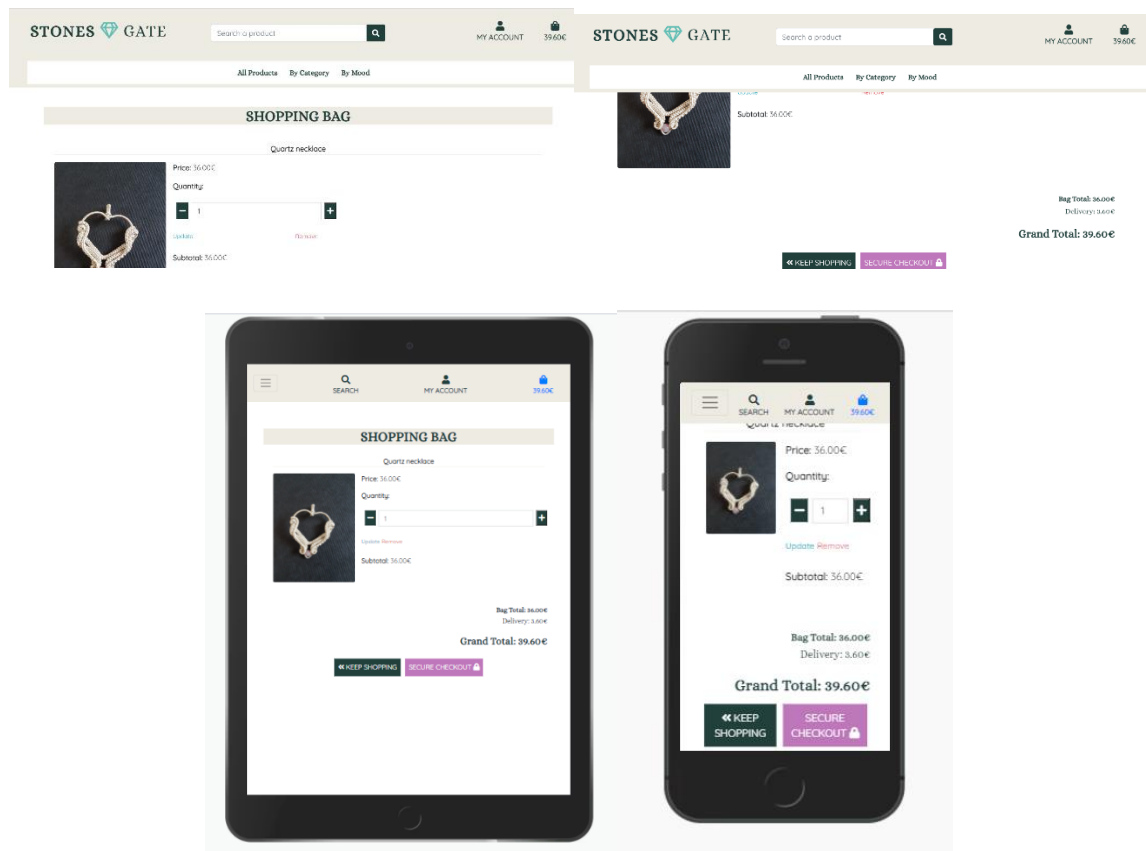 STONES GATE
Search a product
MY ACCOUNT
39.60€
All Products By Category By Mood
SHOPPING BAG
Quartz necklace
Price: 36.00€
Quantity:
1
Update Remove
Subtotal: 36.00€
STONES GATE
Search a product
MY ACCOUNT
39.60€
All Products By Category By Mood
Update Remove
Subtotal: 36.00€
Bag Total: 36.00€
Delivery: 3.60€
Grand Total: 39.60€
KEEP SHOPPING SECURE CHECKOUT
SEARCH MY ACCOUNT 39.60€
SHOPPING BAG
Quartz necklace
Price: 36.00€
Quantity:
1
Update Remove
Subtotal: 36.00€
Bag Total: 36.00€
Delivery: 3.60€
Grand Total: 39.60€
KEEP SHOPPING SECURE CHECKOUT
SEARCH MY ACCOUNT 39.60€
Quartz necklace
Price: 36.00€
Quantity:
1
Update Remove
Subtotal: 36.00€
Bag Total: 36.00€
Delivery: 3.60€
Grand Total: 39.60€
KEEP
SHOPPING
SECURE
CHECKOUT